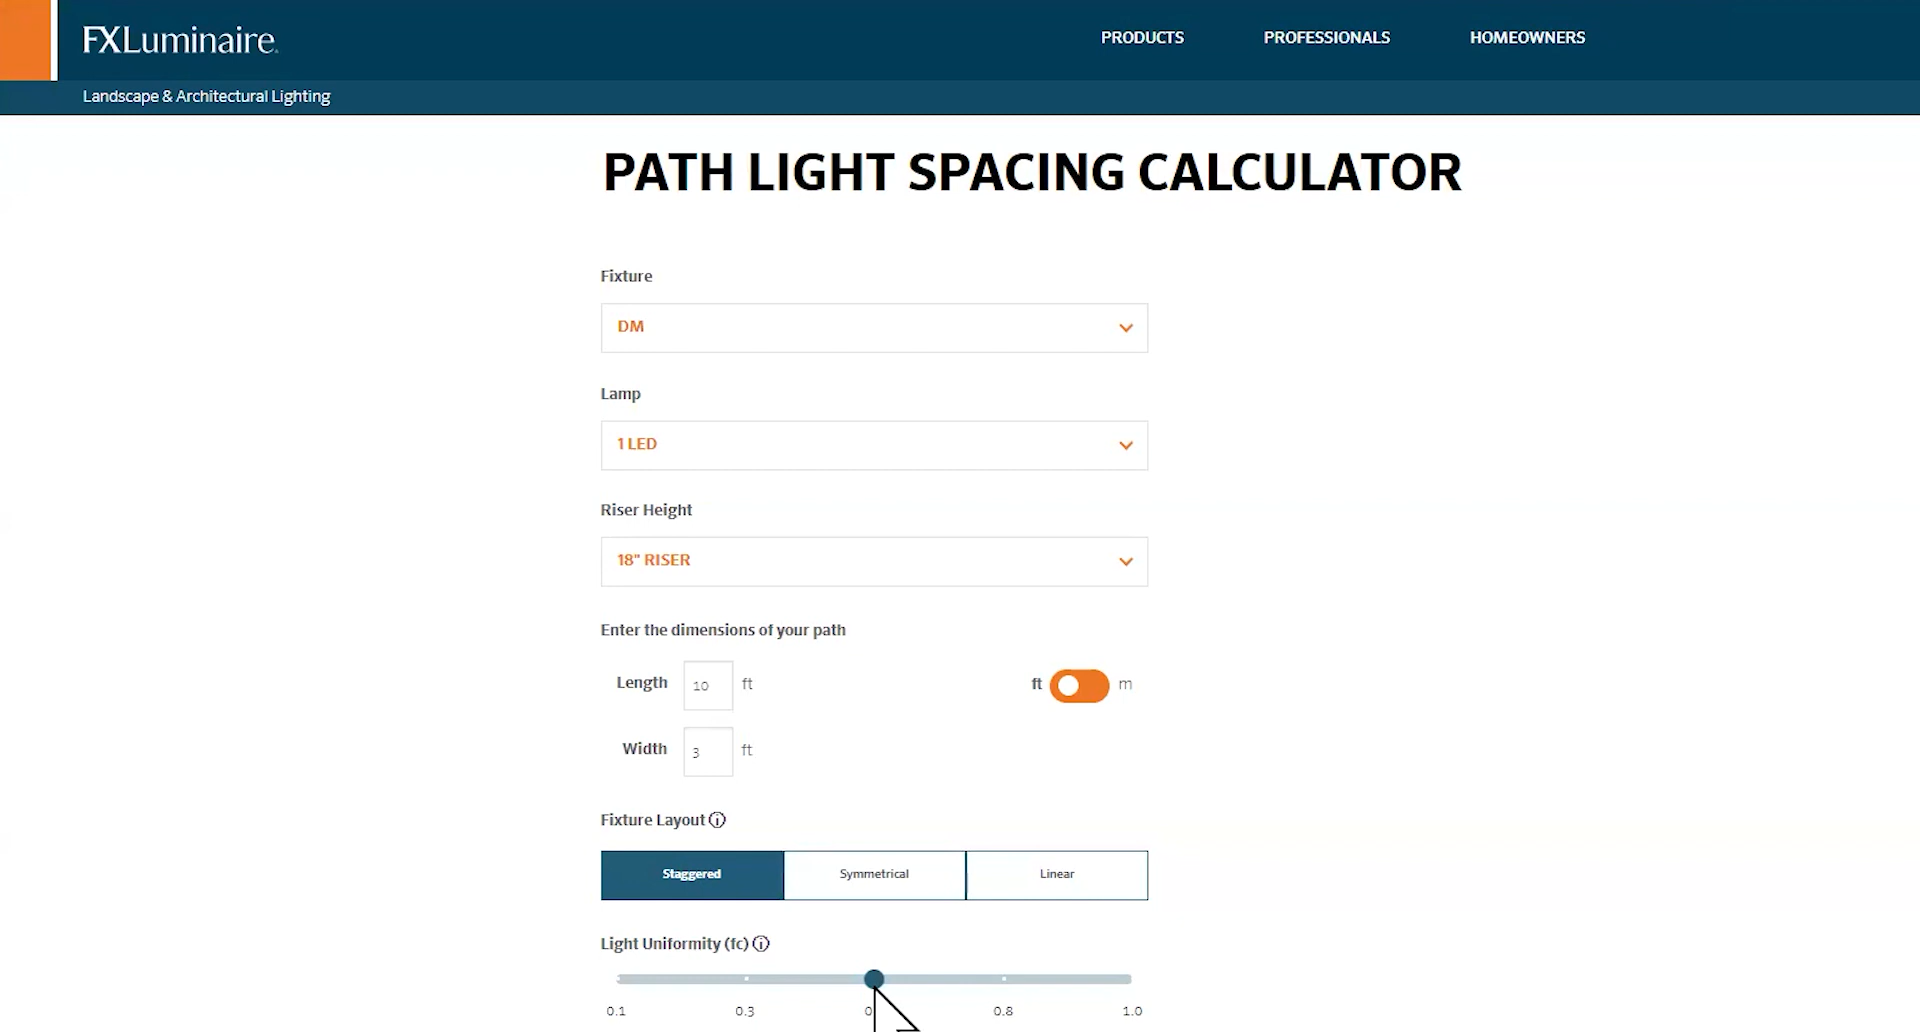 FXLuminaire.
PRODUCTS
PROFESSIONALS
HOMEOWNERS
Landscape & Architectural Lighting
PATH LIGHT SPACING CALCULATOR
Fixture
DM
Lamp
1 LED
Riser Height
18" RISER
Enter the dimensions of your path
Length 10 ft
ft m
Width 3 ft
Fixture Layout
Staggered
Symmetrical
Linear
Light Uniformity (fc)
0.1 0.3 0.8 1.0